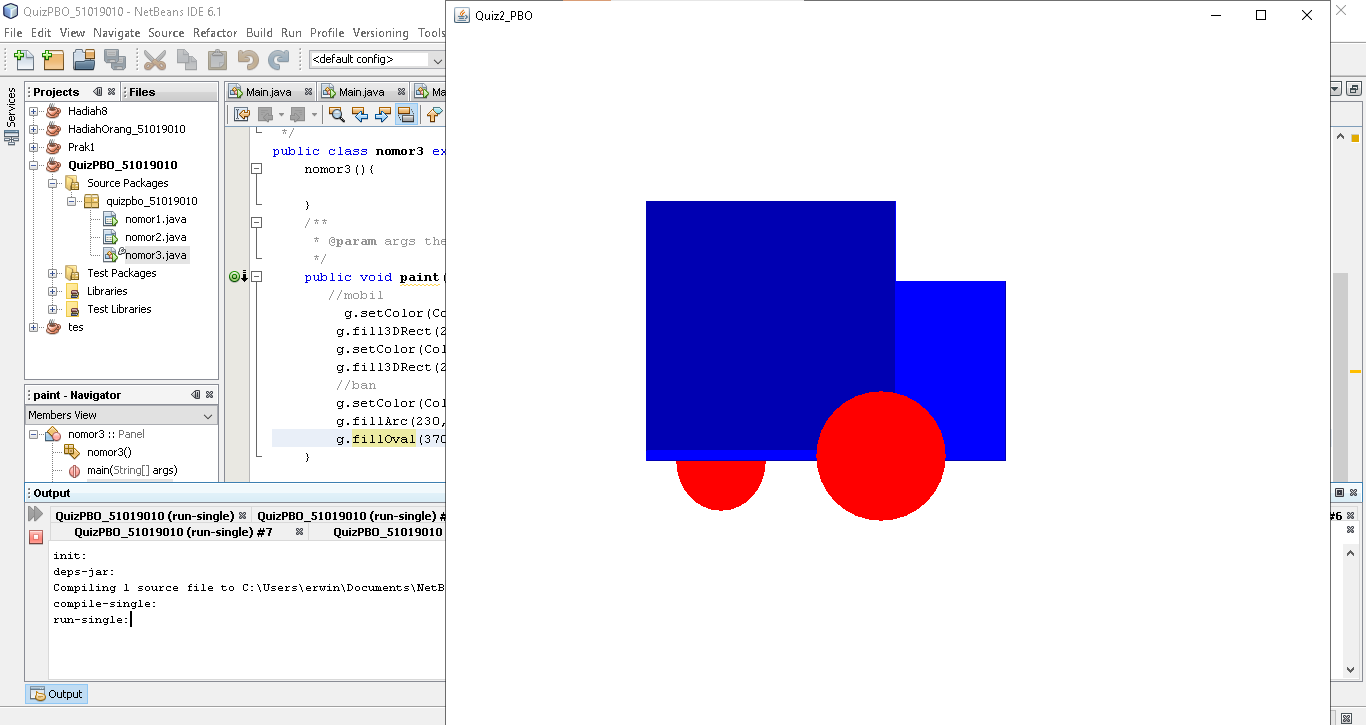 QuizPBO_51019010 - NetBeans IDE 6.1
File Edit View Navigate Source Refactor Build Run Profile Versioning Tools
<default config>
Services
Projects
Files
Hadiah8
HadiahOrang_51019010
Prak1
QuizPBO_51019010
Source Packages
quizpbo_51019010
nomor1.java
nomor2.java
nomor3.java
Test Packages
Libraries
Test Libraries
tes
paint - Navigator
Members View
nomor3 :: Panel
nomor3()
main(String[] args)
Main.java
Main.java
Ma
*/
public class nomor3 ex
nomor3(){
}
/**
* @param args the
*/
public void paint(
//mobil
g.setColor(Co
g.fill3DRect(2
g.setColor(Col
g.fill3DRect(2
//ban
g.setColor(Col
g.fillArc(230,
g.fillOval(370
}
Quiz2_PBO
Output
QuizPBO_51019010 (run-single)
QuizPBO_51019010 (run-single) #
#6
QuizPBO_51019010 (run-single) #7
QuizPBO_51019010
init:
deps-jar:
Compiling 1 source file to C:\Users\erwin\Documents\NetB
compile-single:
run-single:
Output